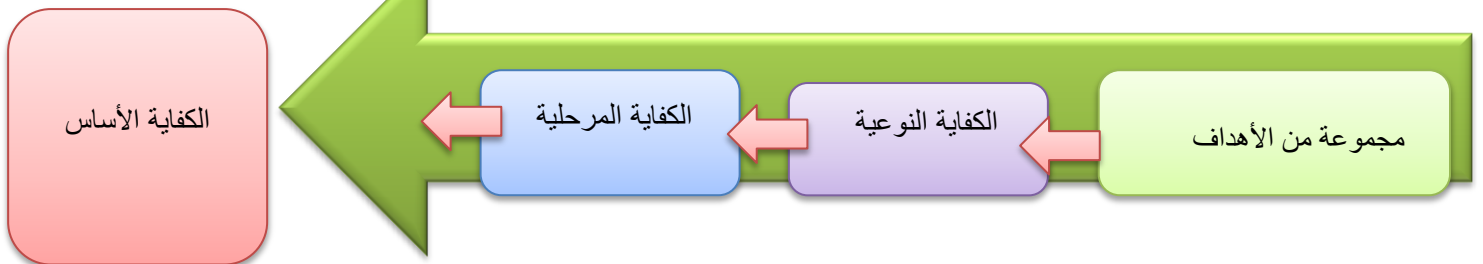 مجموعة من الأهداف
الكفاية النوعية
الكفاية المرحلية
الكفاية الأساس